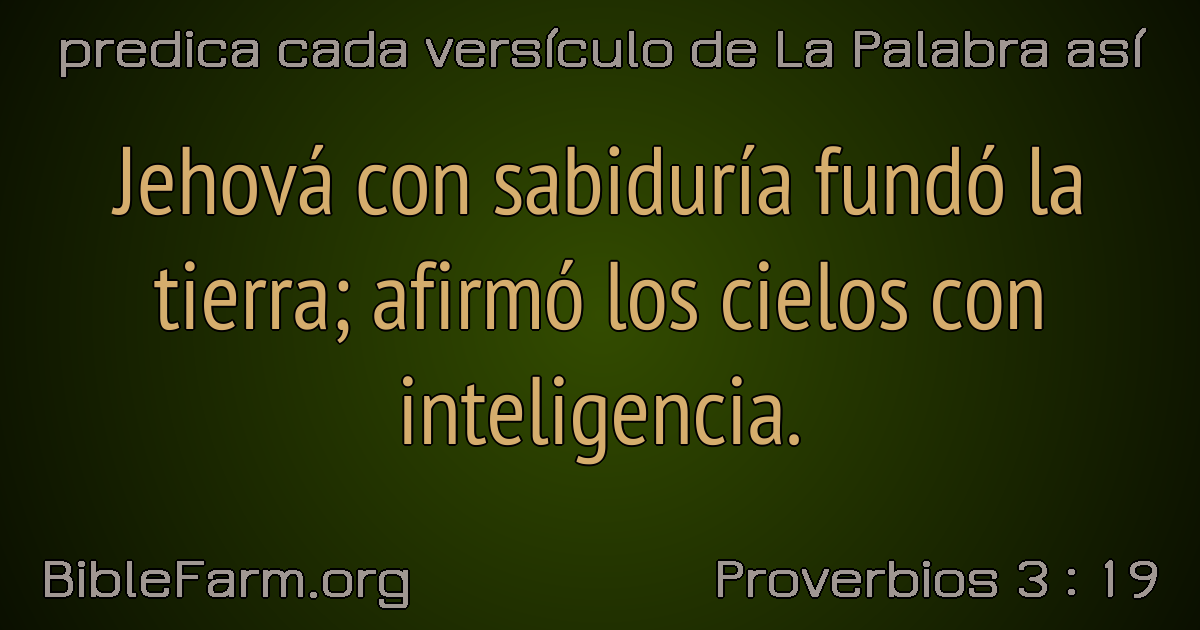 predica cada versículo de La Palabra así
Jehová con sabiduría fundó la
tierra; afirmó los cielos con
inteligencia.
BibleFarm.org
Proverbios 3 : 19